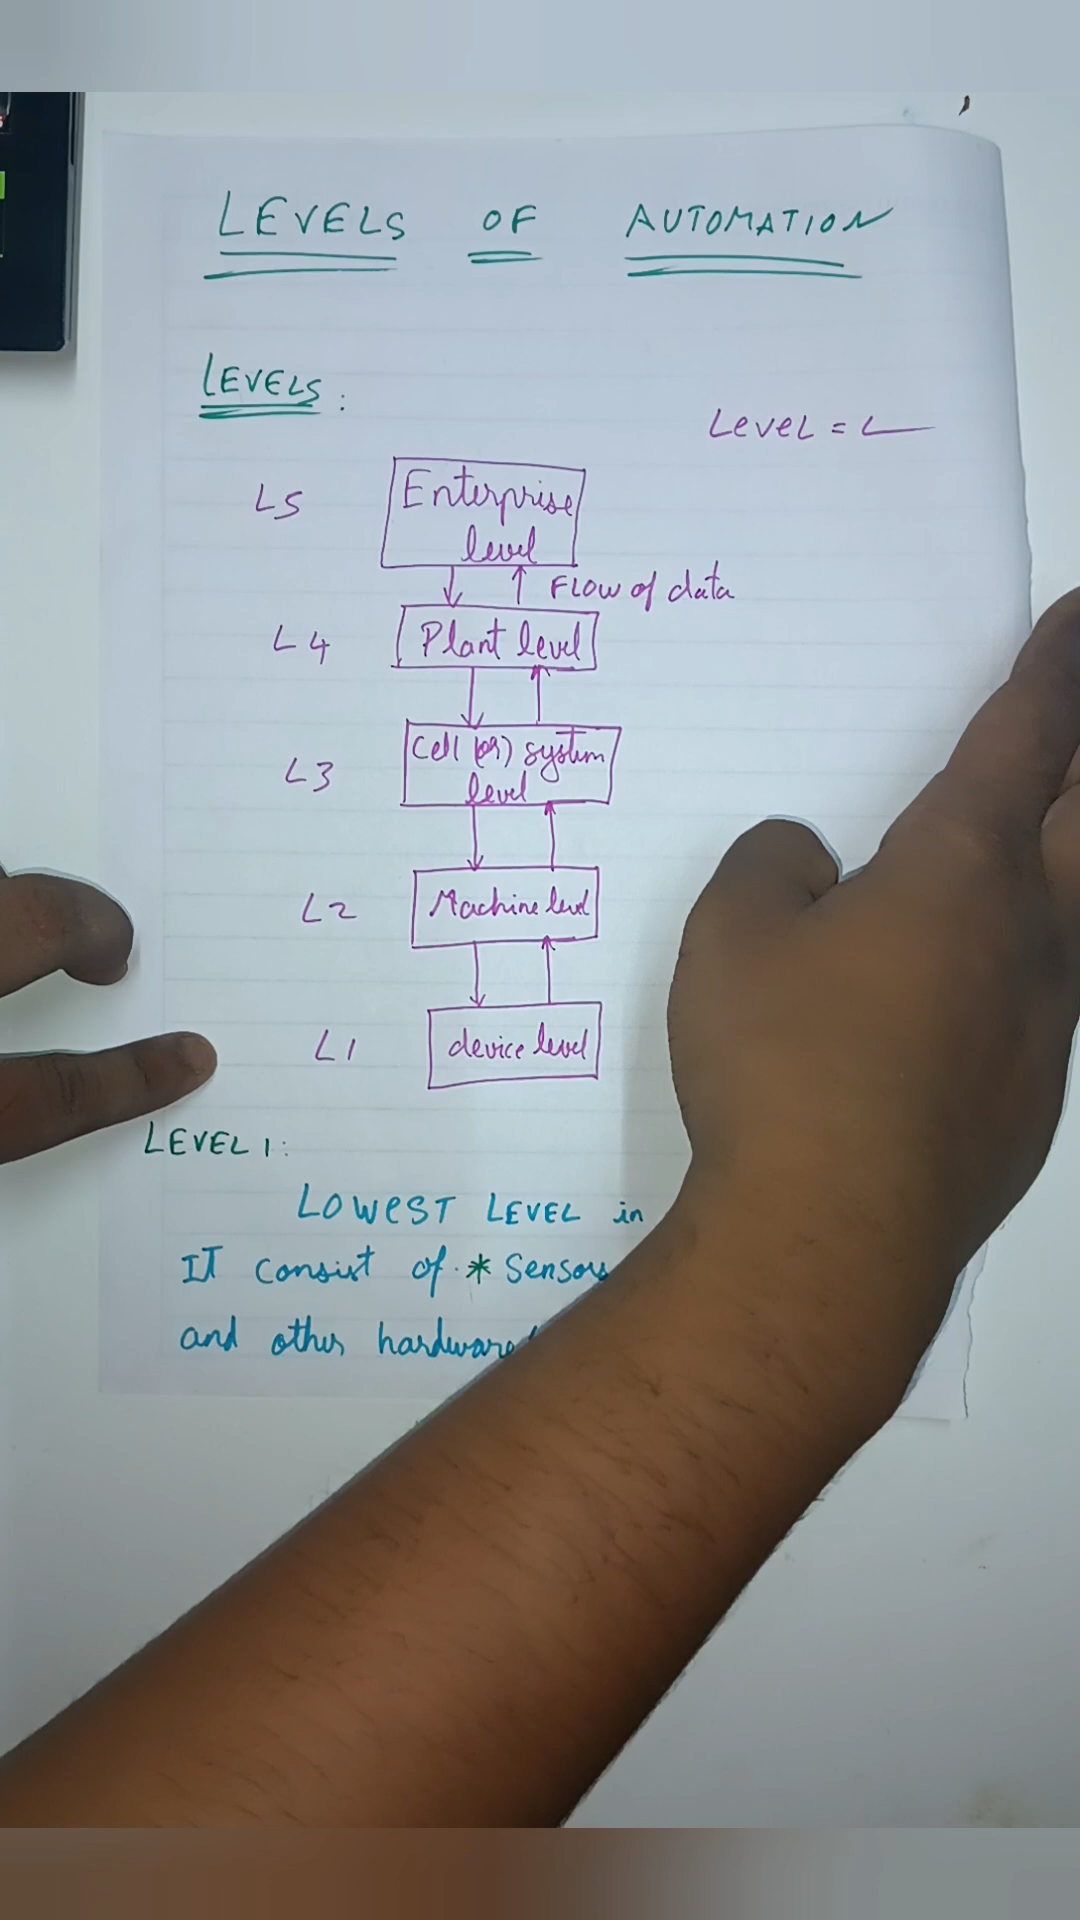 LEVELS OF AUTOMATION
LEVELS:
Level = L
L5 Enterprise
level
FLOW of data
L4 Plant level
L3 Cell (or) system
level
L2 Machine level
L1 device level
LEVEL 1:
LOWEST LEVEL in
IT consist of * Sensors
and other hardware